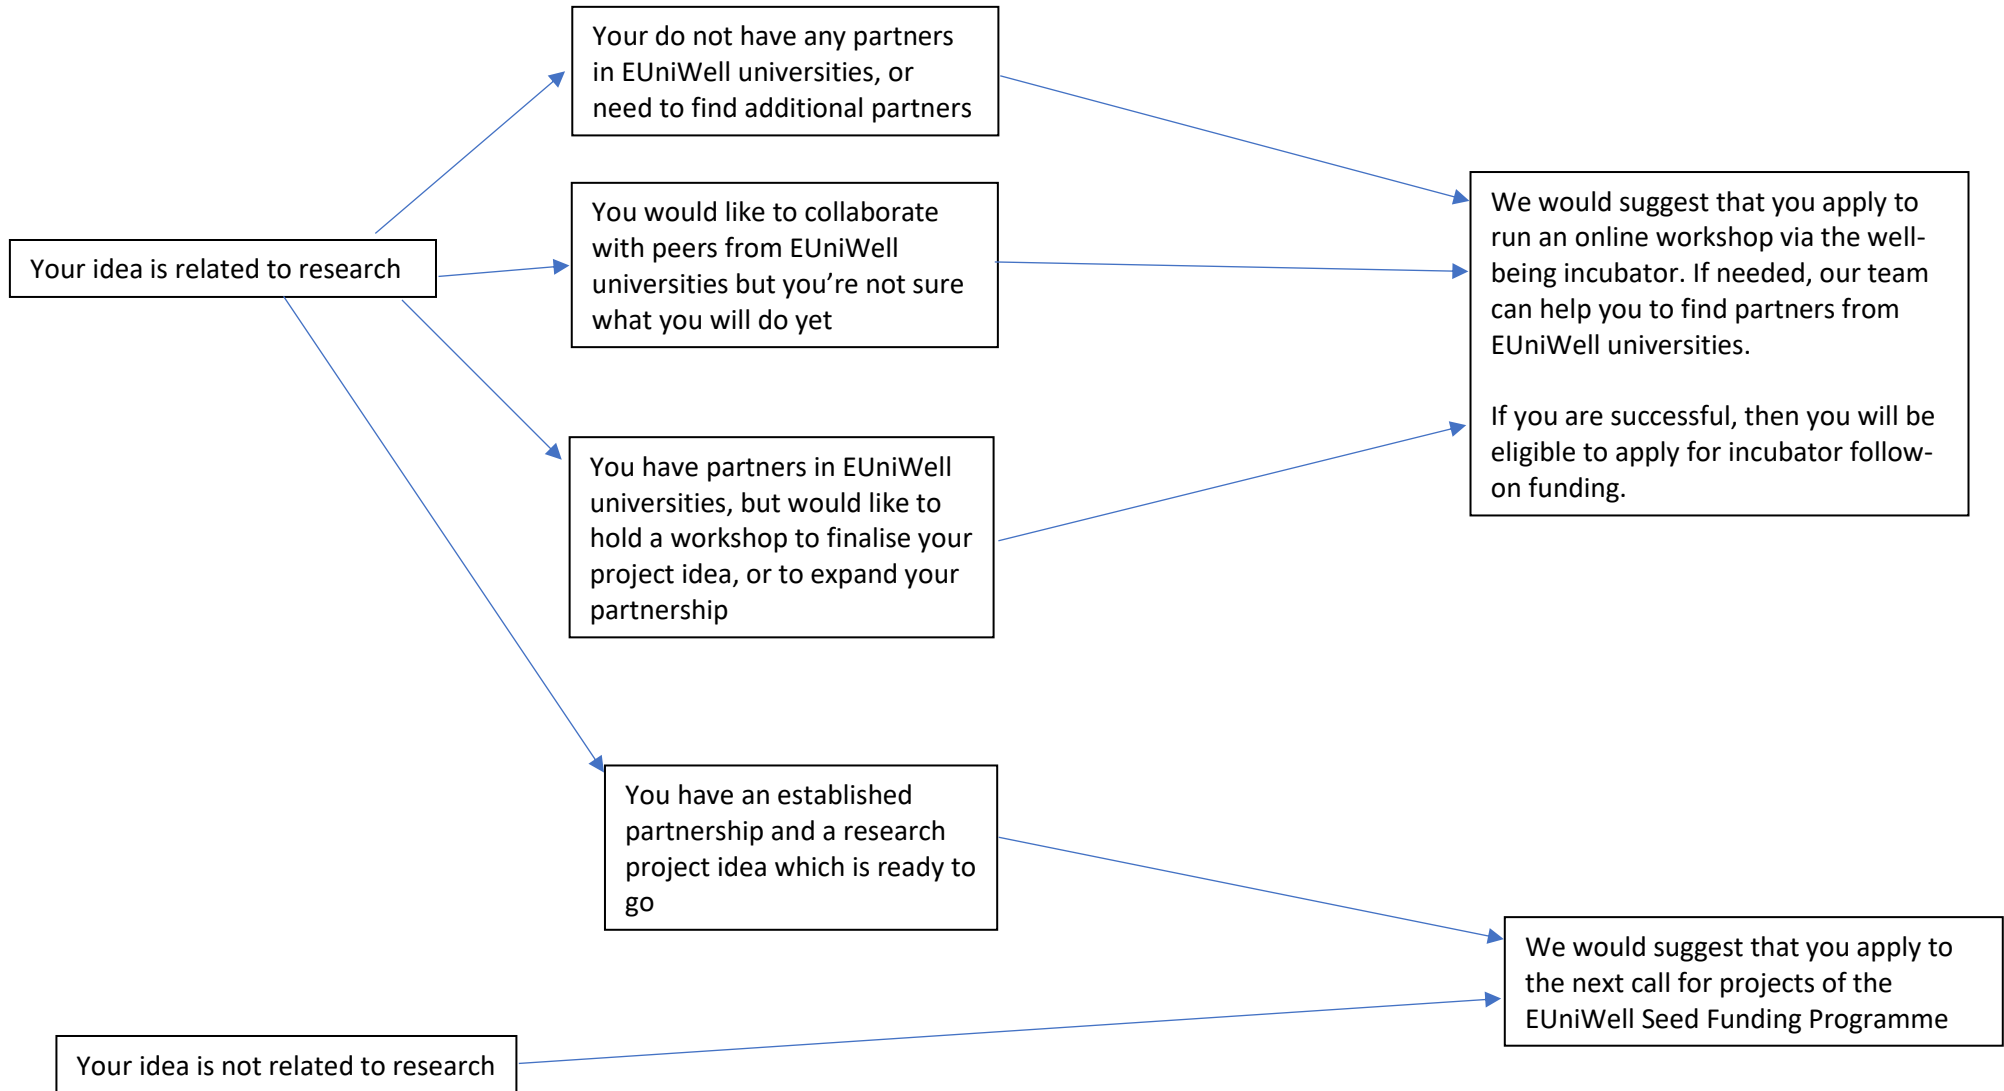 Your do not have any partners
in EUniWell universities, or
need to find additional partners
You would like to collaborate
with peers from EUniWell
universities but you’re not sure
what you will do yet
Your idea is related to research
We would suggest that you apply to
run an online workshop via the well-
being incubator. If needed, our team
can help you to find partners from
EUniWell universities.
If you are successful, then you will be
eligible to apply for incubator follow-
on funding.
You have partners in EUniWell
universities, but would like to
hold a workshop to finalise your
project idea, or to expand your
partnership
You have an established
partnership and a research
project idea which is ready to
go
We would suggest that you apply to
the next call for projects of the
EUniWell Seed Funding Programme
Your idea is not related to research